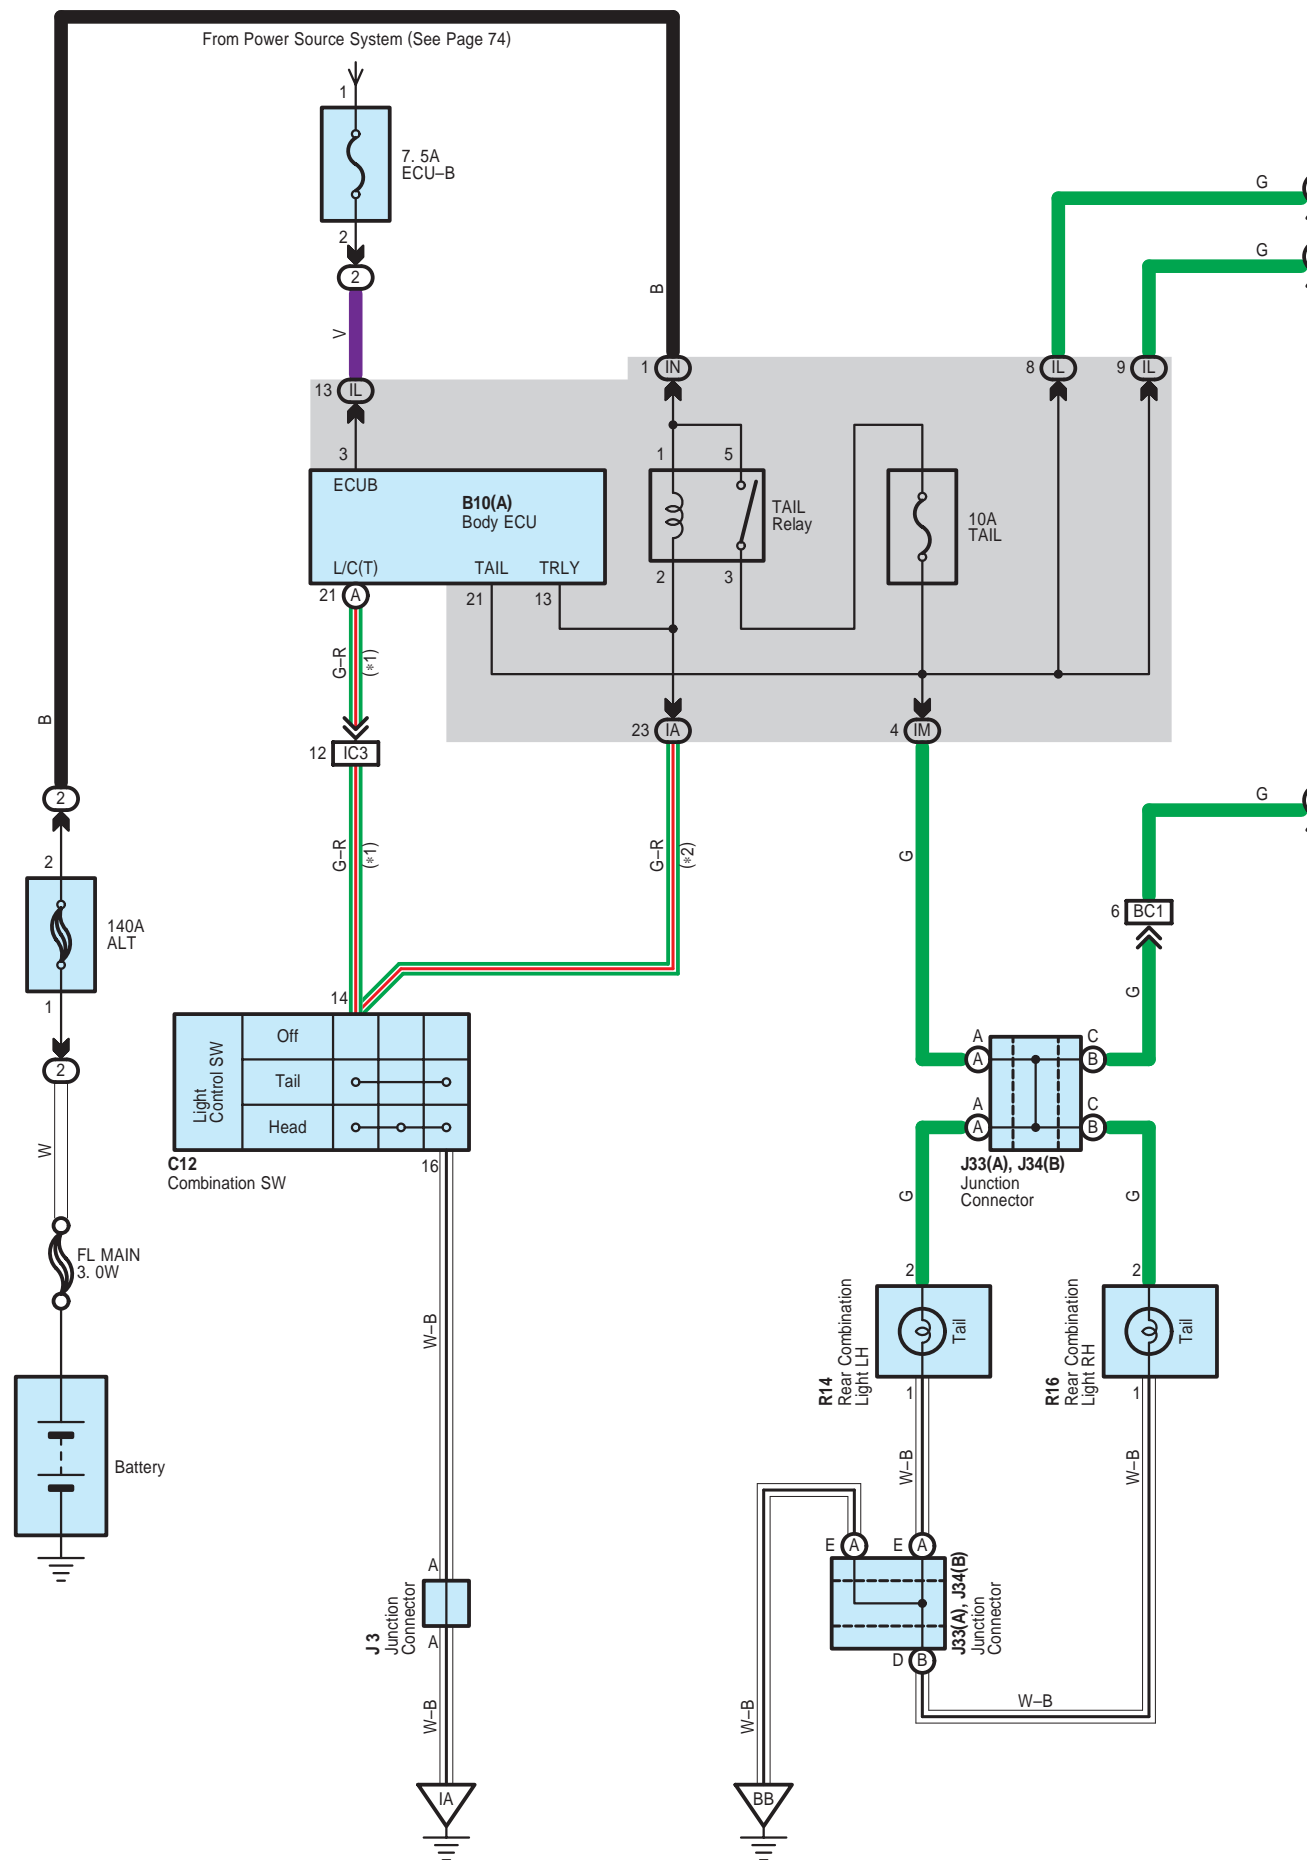 From Power Source System (See Page 74)
1
7. 5A
ECU–B
2
2
V
B
G
G
13 IL
1 IN
8 IL
9 IL
3
ECUB
B10(A)
Body ECU
L/C(T)
TAIL
TRLY
21 A
21
13
1
5
TAIL
Relay
2
3
10A
TAIL
G–R
(*1)
12 IC3
23 IA
4 IM
B
2
2
140A
ALT
1
2
W
FL MAIN
3. 0W
Battery
G–R
(*1)
G–R
(*2)
G
G
6 BC1
G
14
Light
Control SW
Off
Tail
Head
C12
Combination SW
16
A
A
C
B
A
A
C
B
J33(A), J34(B)
Junction
Connector
G
G
2
2
R14
Rear Combination
Light LH
Tail
1
R16
Rear Combination
Light RH
Tail
1
W–B
W–B
W–B
E A
E A
J33(A), J34(B)
Junction
Connector
D B
W–B
A
J 3
Junction
Connector
A
W–B
W–B
IA
BB